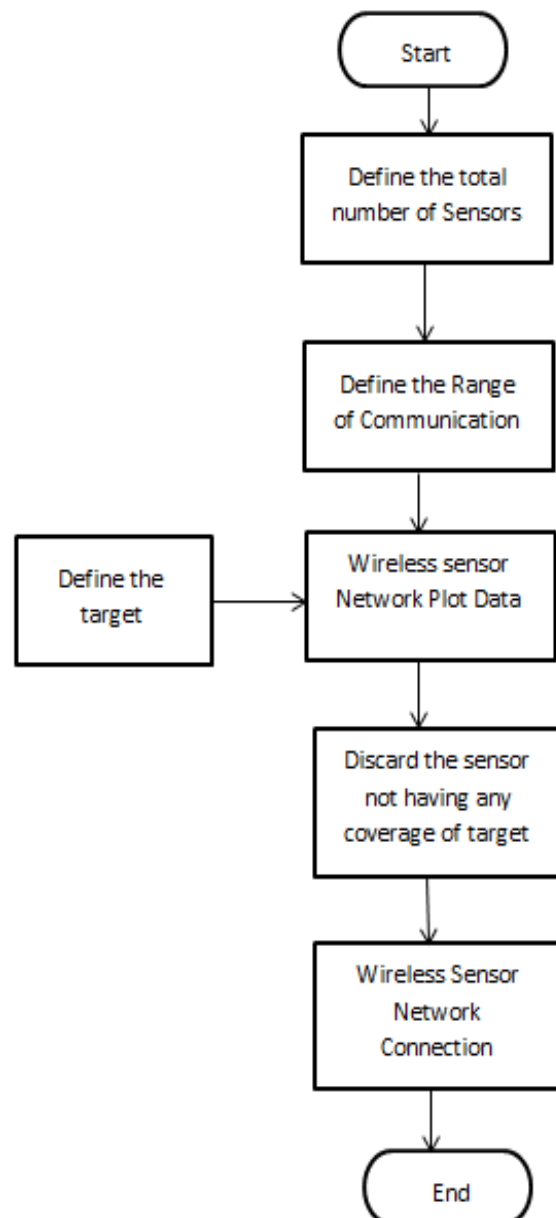 Start
Define the total
number of Sensors
Define the Range
of Communication
Define the
target
Wireless sensor
Network Plot Data
Discard the sensor
not having any
coverage of target
Wireless Sensor
Network
Connection
End